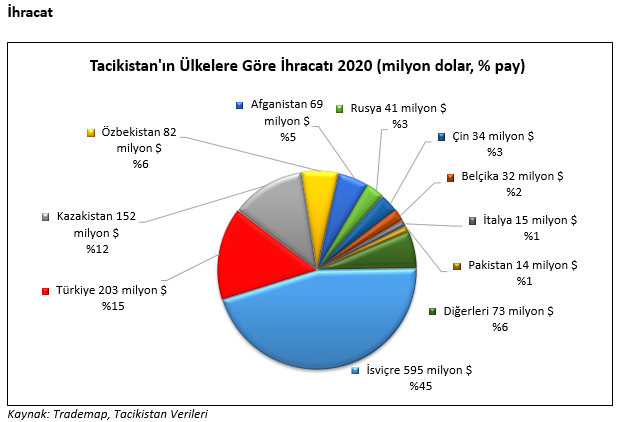 İhracat
Tacikistan'ın Ülkelere Göre İhracatı 2020 (milyon dolar, % pay)
Afganistan 69
milyon $
%5
Rusya 41 milyon $
%3
Özbekistan 82
milyon $
%6
Çin 34 milyon $
%3
Belçika 32 milyon $
%2
Kazakistan 152
milyon $
%12
İtalya 15 milyon $
%1
Pakistan 14 milyon $
%1
Türkiye 203 milyon $
%15
Diğerleri 73 milyon $
%6
İsviçre 595 milyon $
%45
Kaynak: Trademap, Tacikistan Verileri